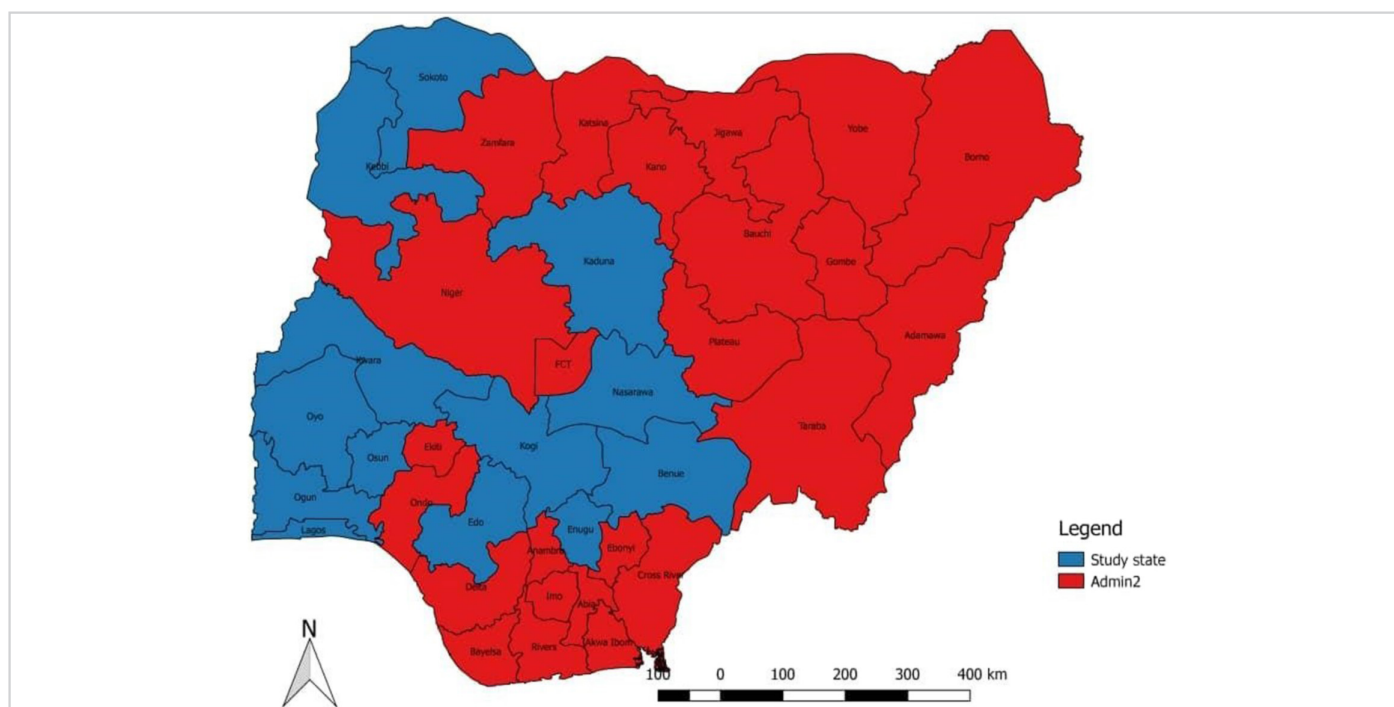 Sokoto
Katsina
Zamfara
Jigawa
Yobe
Borno
Kebbi
Kano
Bauchi
Kaduna
Gombe
Niger
Adamawa
Plateau
Kwara
FCT
Nasarawa
Oyo
Taraba
Ekiti
Kogi
Osun
Benue
Ogun
Ondo
Edo
Lagos
Enugu
Anambra
Ebonyi
Cross River
Delta
Imo
Abia
Bayelsa
Rivers
Akwa Ibom
Legend
Study state
Admin2
N
100 0 100 200 300 400 km